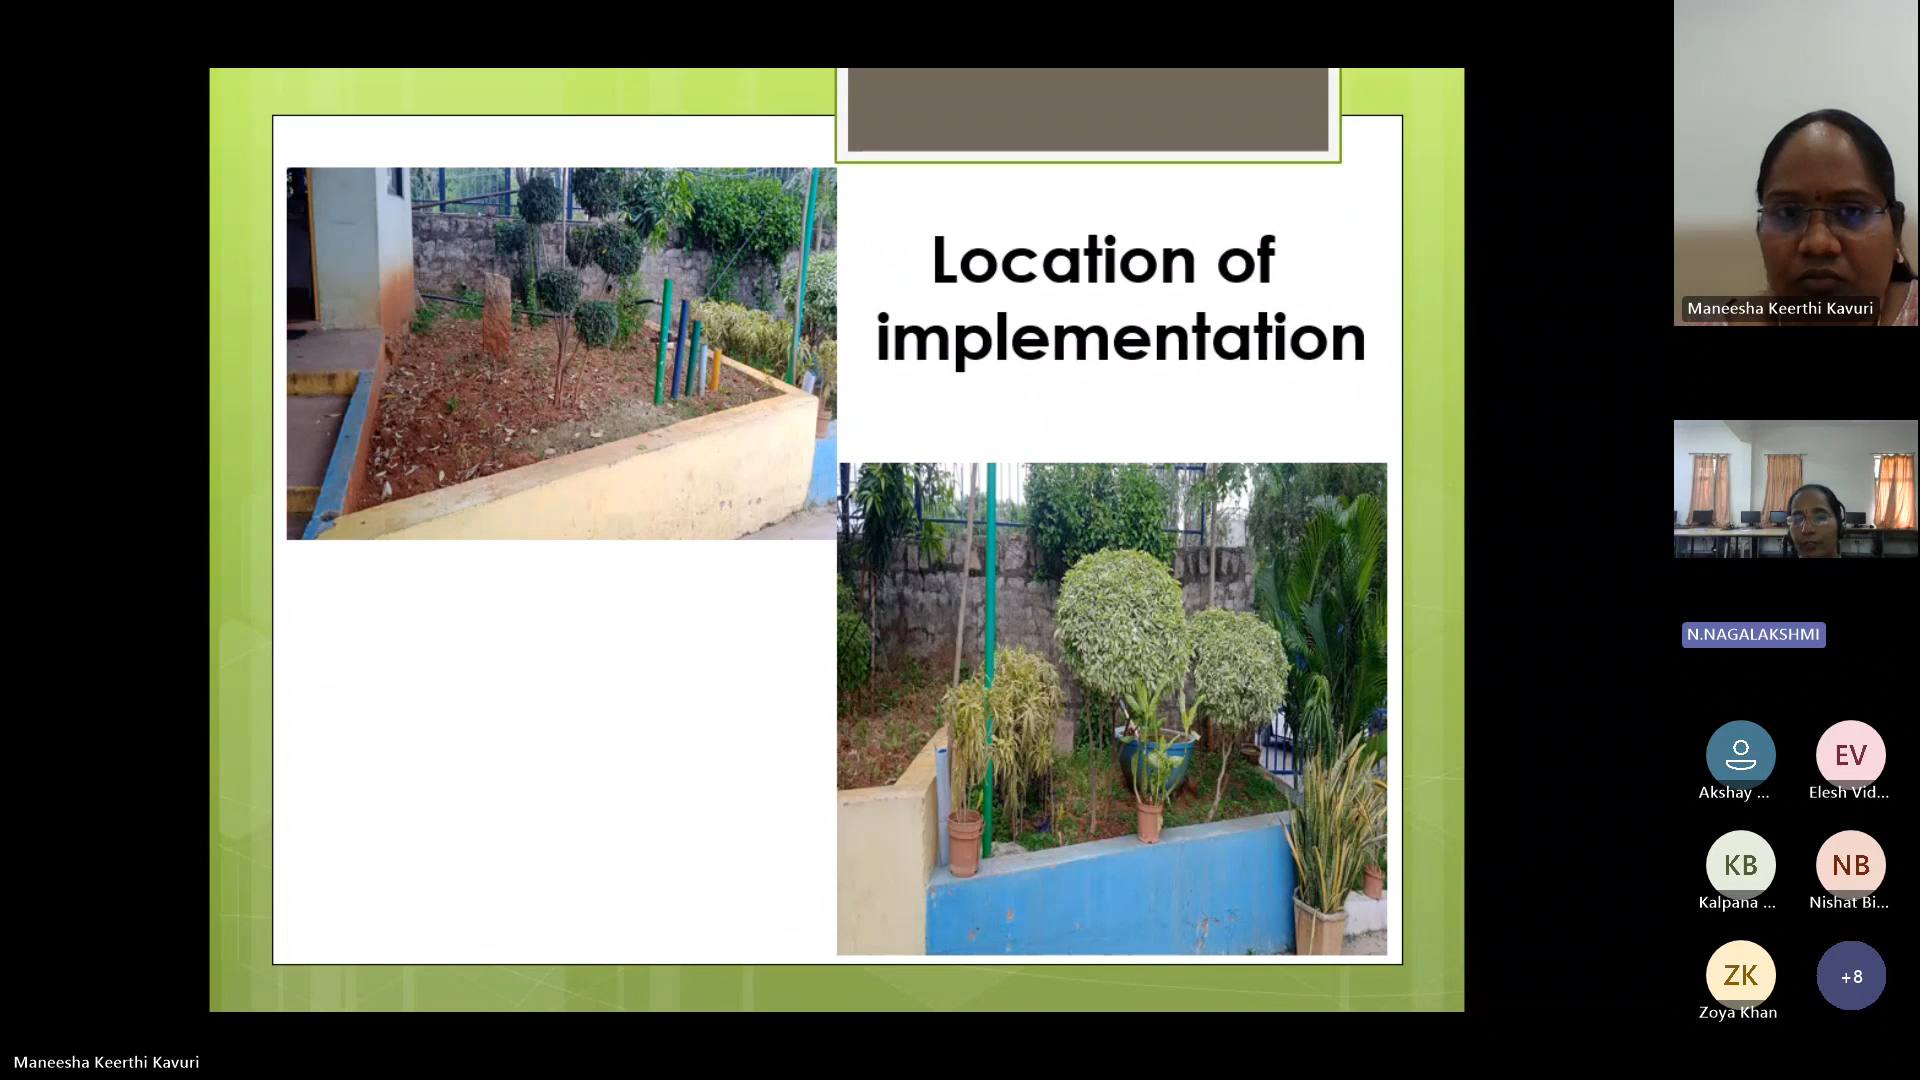 Location of
implementation
Maneesha Keerthi Kavuri
N.NAGALAKSHMI
EV
Akshay ...
Elesh Vid...
KB
NB
Kalpana ...
Nishat Bi...
ZK
+8
Zoya Khan
Maneesha Keerthi Kavuri